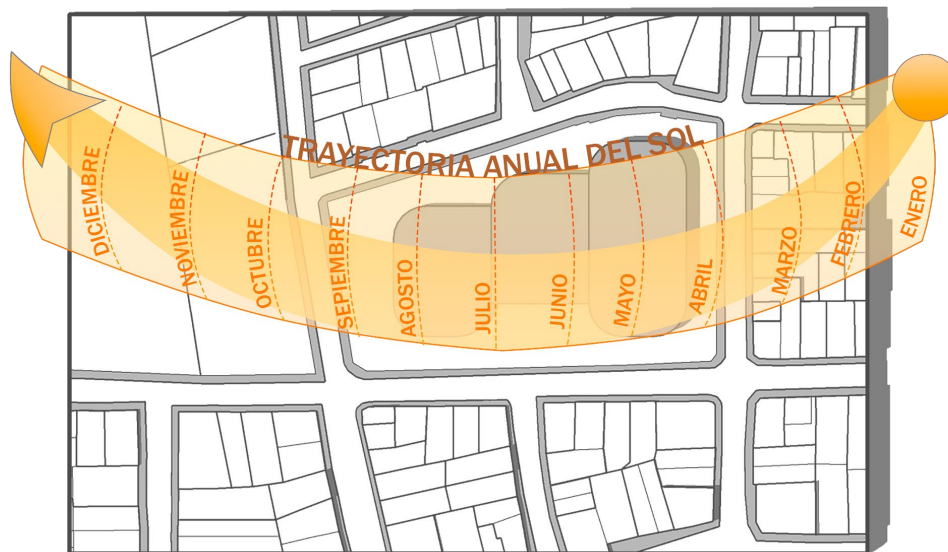 TRAYECTORIA ANUAL DEL SOL
DICIEMBRE
NOVIEMBRE
OCTUBRE
SEPIEMBRE
AGOSTO
JULIO
JUNIO
MAYO
ABRIL
MARZO
FEBRERO
ENERO